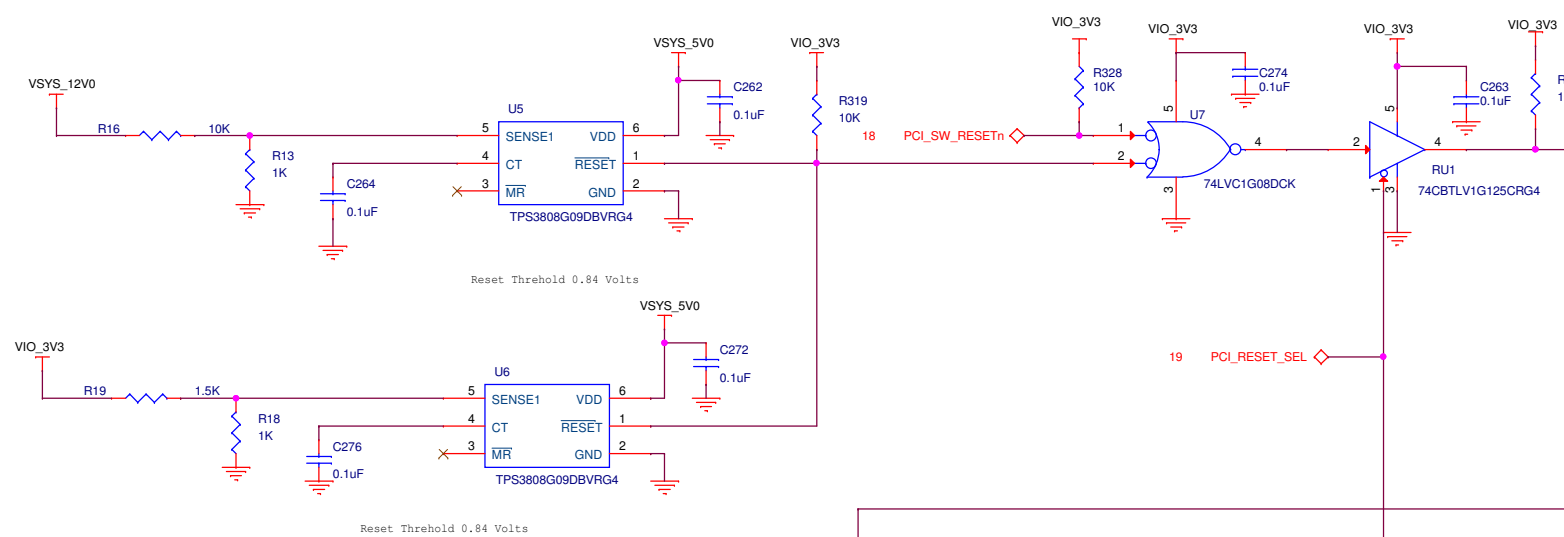 VSYS_12V0
R16
10K
R13
1K
C264
0.1uF
U5
5
SENSE1
VDD
6
4
CT
RESET
1
3
MR
GND
2
TPS3808G09DBVRG4
Reset Threhold 0.84 Volts
VSYS_5V0
C262
0.1uF
VIO_3V3
R319
10K
VIO_3V3
R328
10K
18
PCI_SW_RESETn
1
2
VIO_3V3
C274
0.1uF
5
U7
4
3
74LVC1G08DCK
VIO_3V3
C263
0.1uF
5
2
4
RU1
1
3
74CBTLV1G125CRG4
VIO_3V3
R
1
19
PCI_RESET_SEL
VIO_3V3
R19
1.5K
R18
1K
C276
0.1uF
U6
5
SENSE1
VDD
6
4
CT
RESET
1
3
MR
GND
2
TPS3808G09DBVRG4
VSYS_5V0
C272
0.1uF
Reset Threhold 0.84 Volts